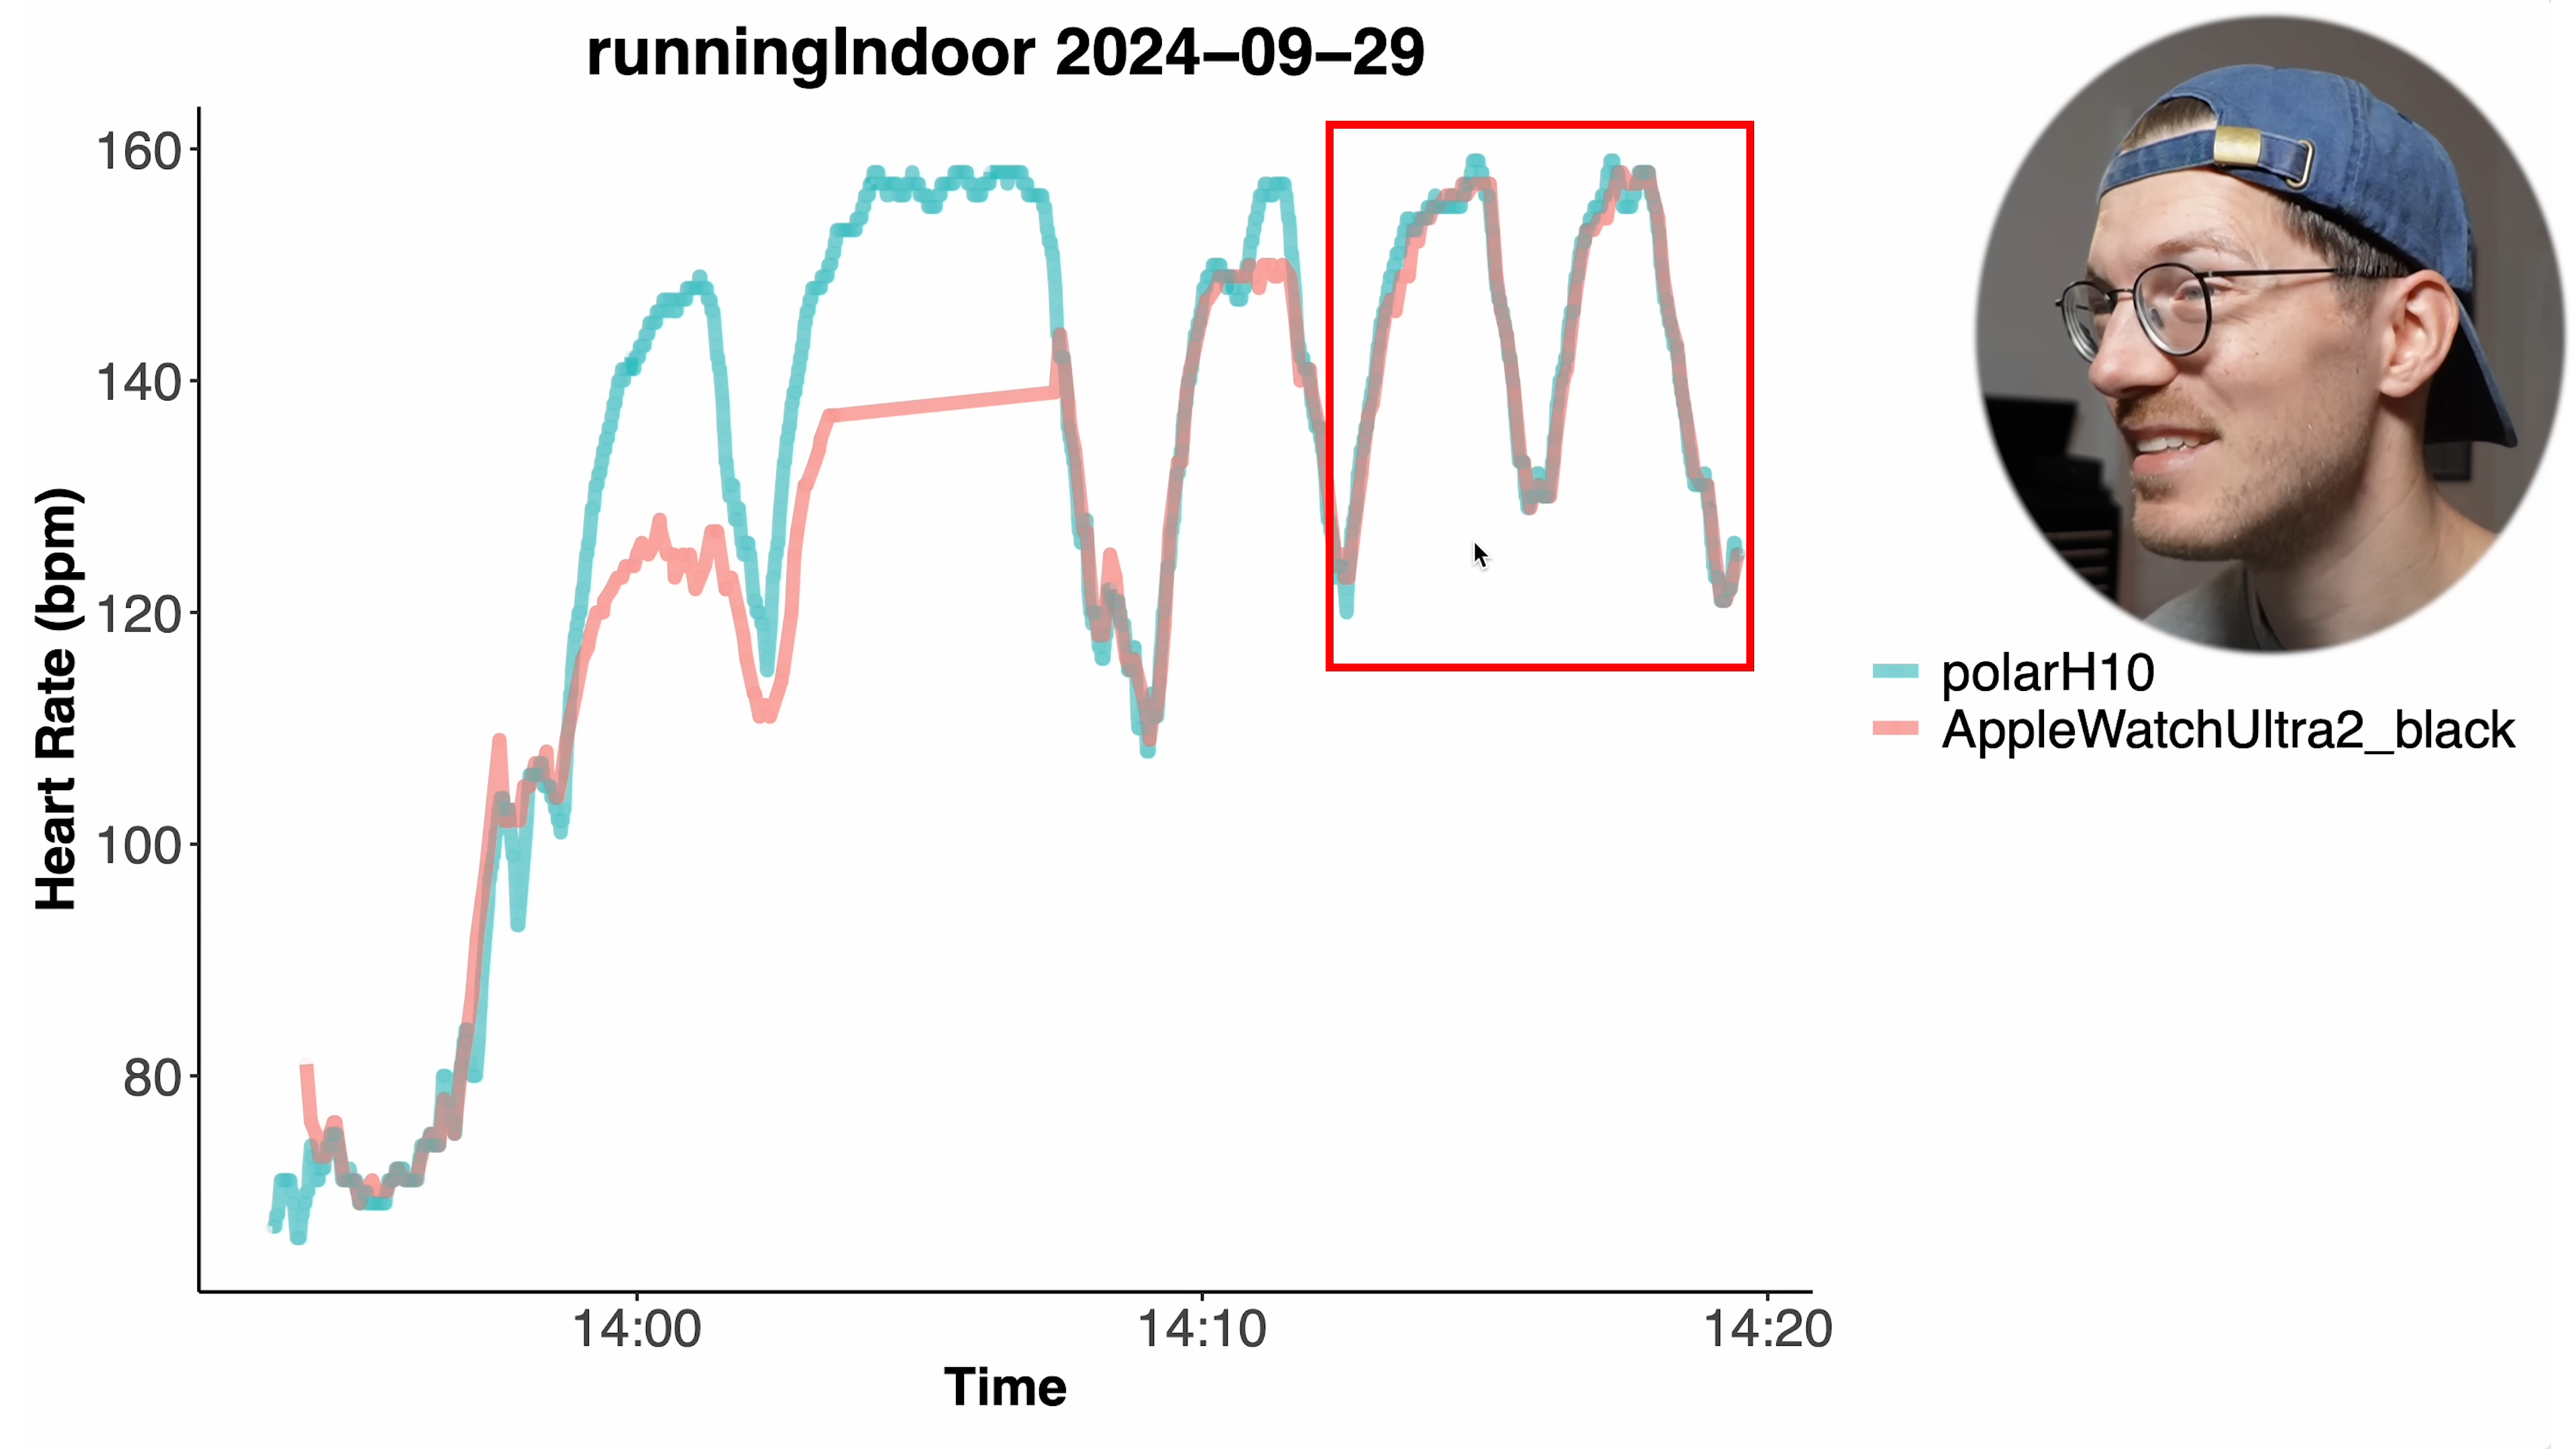 runningIndoor 2024–09–29
Heart Rate (bpm)
160
140
120
100
80
14:00
14:10
14:20
Time
polarH10
AppleWatchUltra2_black